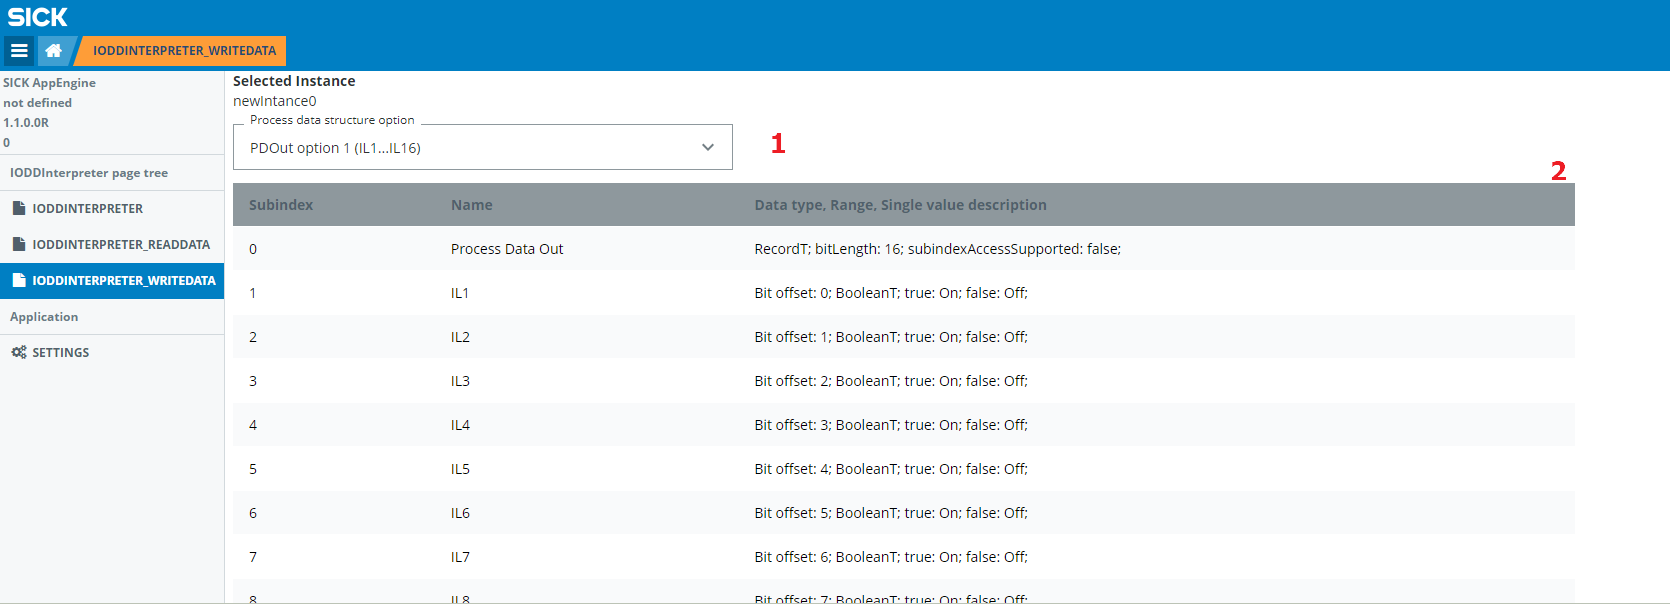 SICK
IODDINTERPRETER_WRITEDATA
SICK AppEngine
not defined
1.1.0.0R
0
IODDInterpreter page tree
IODDINTERPRETER
IODDINTERPRETER_READDATA
IODDINTERPRETER_WRITEDATA
Application
SETTINGS
Selected Instance
newIntance0
Process data structure option
PDOut option 1 (IL1...IL16)
1
2
Subindex Name Data type, Range, Single value description
0 Process Data Out RecordT; bitLength: 16; subindexAccessSupported: false;
1 IL1 Bit offset: 0; BooleanT; true: On; false: Off;
2 IL2 Bit offset: 1; BooleanT; true: On; false: Off;
3 IL3 Bit offset: 2; BooleanT; true: On; false: Off;
4 IL4 Bit offset: 3; BooleanT; true: On; false: Off;
5 IL5 Bit offset: 4; BooleanT; true: On; false: Off;
6 IL6 Bit offset: 5; BooleanT; true: On; false: Off;
7 IL7 Bit offset: 6; BooleanT; true: On; false: Off;
8 IL8 Bit offset: 7; BooleanT; true: On; false: Off;